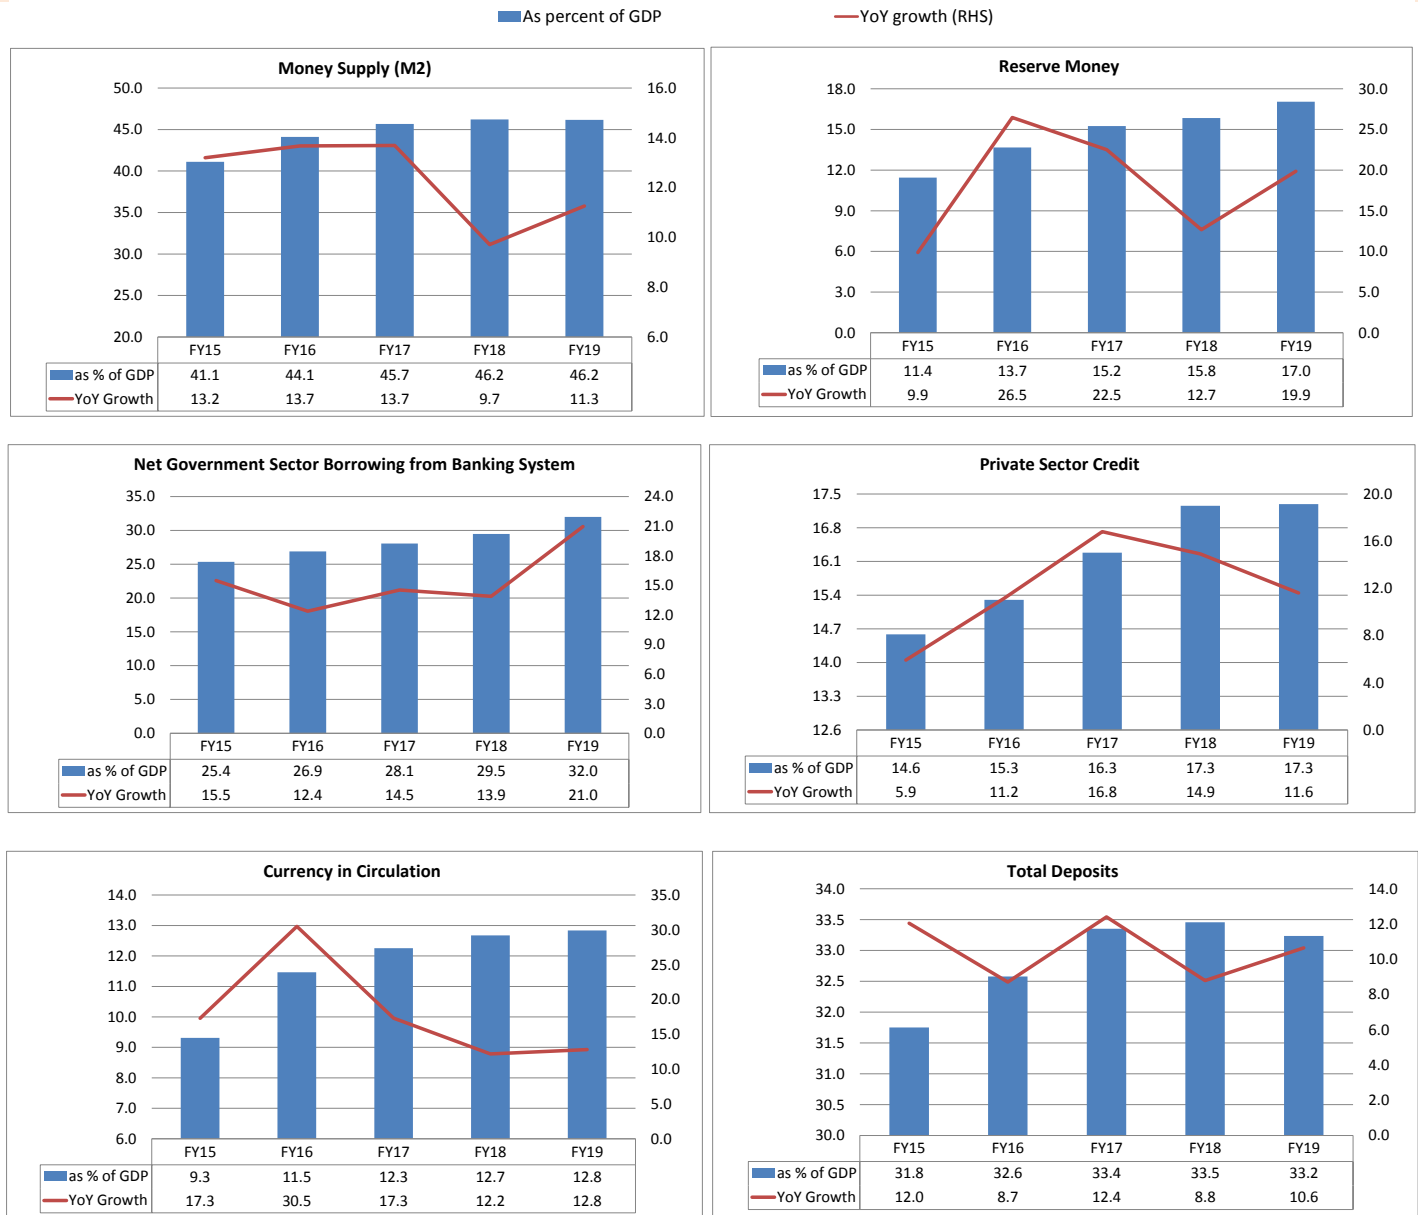 As percent of GDP YoY growth (RHS)
Money Supply (M2)
50.0 16.0
45.0 14.0
40.0 12.0
35.0
30.0 10.0
25.0 8.0
20.0 6.0
FY15 FY16 FY17 FY18 FY19
as % of GDP 41.1 44.1 45.7 46.2 46.2
YoY Growth 13.2 13.7 13.7 9.7 11.3
Reserve Money
18.0 30.0
15.0 25.0
12.0 20.0
9.0 15.0
6.0 10.0
3.0 5.0
0.0 0.0
FY15 FY16 FY17 FY18 FY19
as % of GDP 11.4 13.7 15.2 15.8 17.0
YoY Growth 9.9 26.5 22.5 12.7 19.9
Net Government Sector Borrowing from Banking System
35.0 24.0
30.0 21.0
25.0 18.0
20.0 15.0
15.0 12.0
10.0 9.0
5.0 6.0
0.0 3.0
0.0
FY15 FY16 FY17 FY18 FY19
as % of GDP 25.4 26.9 28.1 29.5 32.0
YoY Growth 15.5 12.4 14.5 13.9 21.0
Private Sector Credit
17.5 20.0
16.8 16.0
16.1
15.4 12.0
14.7 8.0
14.0
13.3 4.0
12.6 0.0
FY15 FY16 FY17 FY18 FY19
as % of GDP 14.6 15.3 16.3 17.3 17.3
YoY Growth 5.9 11.2 16.8 14.9 11.6
Currency in Circulation
14.0 35.0
13.0 30.0
12.0 25.0
11.0 20.0
10.0
9.0 15.0
8.0 10.0
7.0 5.0
6.0 0.0
FY15 FY16 FY17 FY18 FY19
as % of GDP 9.3 11.5 12.3 12.7 12.8
YoY Growth 17.3 30.5 17.3 12.2 12.8
Total Deposits
34.0 14.0
33.5 12.0
33.0 10.0
32.5 8.0
32.0
31.5 6.0
31.0 4.0
30.5 2.0
30.0 0.0
FY15 FY16 FY17 FY18 FY19
as % of GDP 31.8 32.6 33.4 33.5 33.2
YoY Growth 12.0 8.7 12.4 8.8 10.6